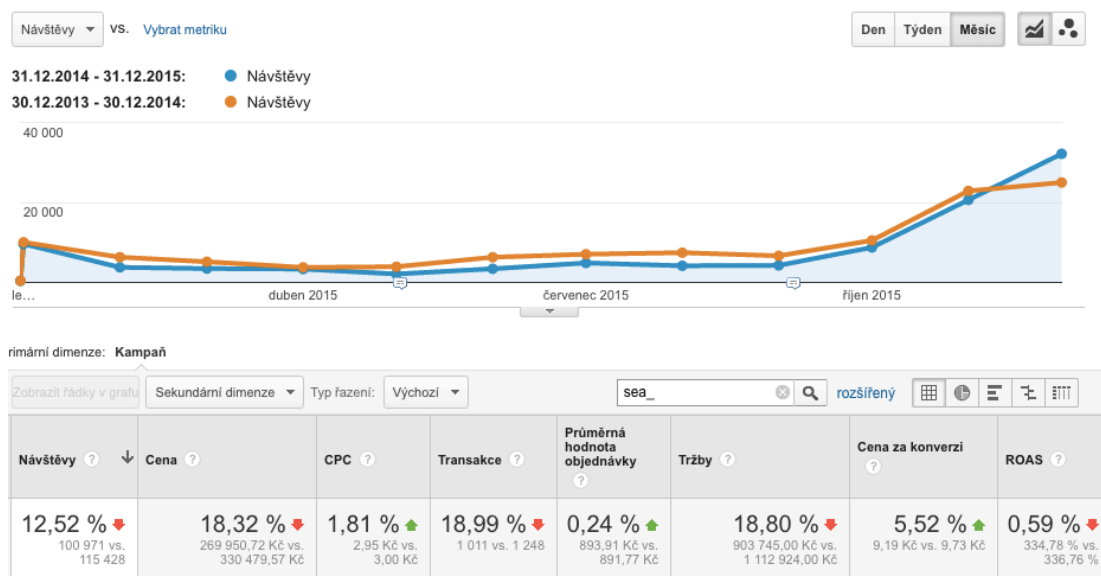 Návštěvy VS. Vybrat metriku Den Týden Měsíc
31.12.2014 - 31.12.2015: Návštěvy
30.12.2013 - 30.12.2014: Návštěvy
40 000
20 000
le… duben 2015 červenec 2015 říjen 2015
rimární dimenze: Kampaň
Zobrazit řádky v grafu Sekundární dimenze Typ řazení: Výchozí sea_ rozšířený
Návštěvy ? Cena ? CPC ? Transakce ? Průměrná hodnota objednávky ? Tržby ? Cena za konverzi ? ROAS ?
12,52 % 18,32 % 1,81 % 18,99 % 0,24 % 18,80 % 5,52 % 0,59 %
100 971 vs. 269 950,72 Kč vs. 2,95 Kč vs. 1 011 vs. 1 248 893,91 Kč vs. 903 745,00 Kč vs. 9,19 Kč vs. 9,73 Kč 334,78 % vs.
115 428 330 479,57 Kč 3,00 Kč 891,77 Kč 1 112 924,00 Kč 336,76 %